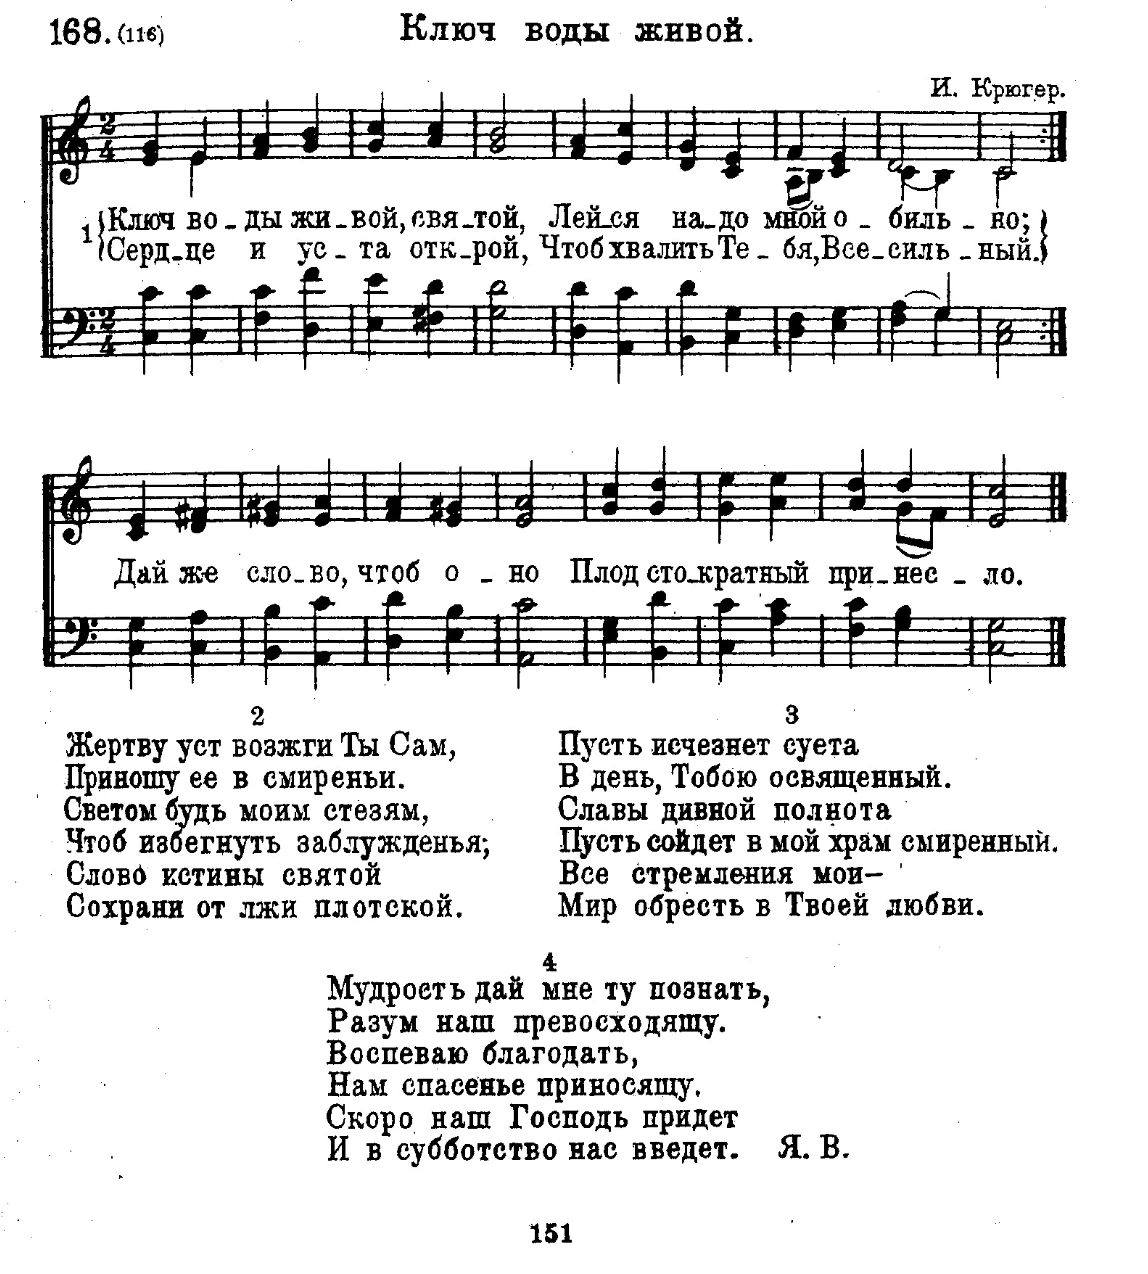 168. (116) Ключ воды живой.
И. Крюгер.
1 {Ключ во - ды жи - вой, свя - той, Лей - ся на - до мной о - биль - но;}
{Серд - це и ус - та отк - рой, Чтоб хвалить Те - бя, Все - силь - ный.}
Дай же сло - во, чтоб о - но Плод сто - кратный при - нес - ло.
2
Жертву уст возжги Ты Сам,
Приношу ее в смиреньи.
Светом будь моим стезям,
Чтоб избегнуть заблужденья;
Слово истины святой
Сохрани от лжи плотской.
3
Пусть исчезнет суета
В день, Тобою освященный.
Славы дивной полнота
Пусть сойдет в мой храм смиренный.
Все стремления мои—
Мир обресть в Твоей любви.
4
Мудрость дай мне ту познать,
Разум наш превосходящу.
Воспеваю благодать,
Нам спасенье приносящу.
Скоро наш Господь придет
И в субботство нас введет. Я. В.
151